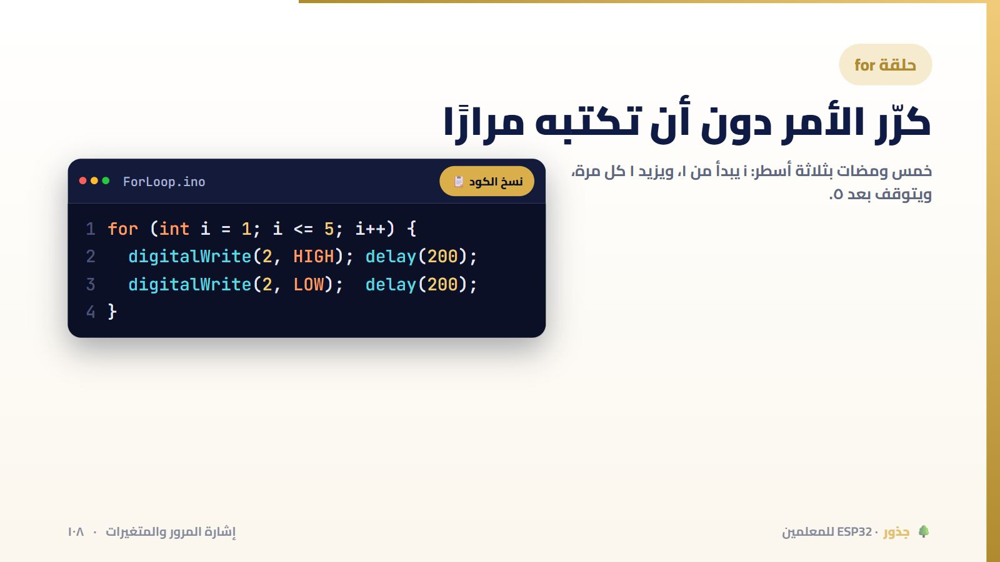 حلقة for
كرّر الأمر دون أن تكتبه مرارًا
خمس ومضات بثلاثة أسطر: i يبدأ من ١، ويزيد ١ كل مرة،
ويتوقف بعد ٥.
ForLoop.ino
نسخ الكود 📋
1 for (int i = 1; i <= 5; i++) {
2   digitalWrite(2, HIGH); delay(200);
3   digitalWrite(2, LOW);  delay(200);
4 }
🌳 جذور · ESP32 للمعلمين
إشارة المرور والمتغيرات · ١٠٨